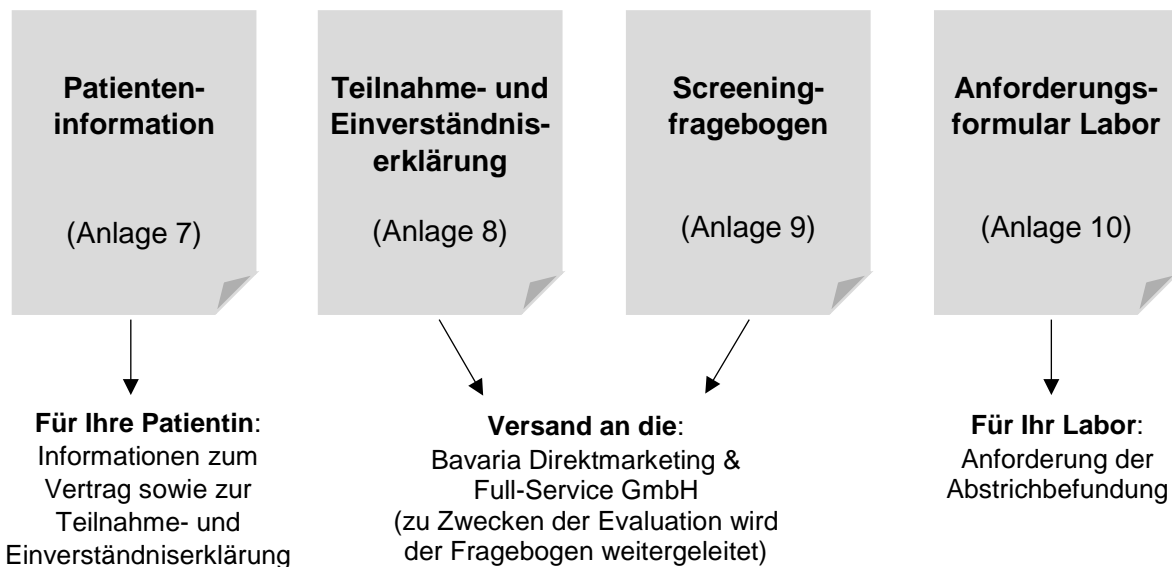 Patienten-
information
(Anlage 7)
Teilnahme- und
Einverständnis-
erklärung
(Anlage 8)
Screening-
fragebogen
(Anlage 9)
Anforderungs-
formular Labor
(Anlage 10)
Für Ihre Patientin:
Informationen zum
Vertrag sowie zur
Teilnahme- und
Einverständniserklärung
Versand an die:
Bavaria Direktmarketing &
Full-Service GmbH
(zu Zwecken der Evaluation wird
der Fragebogen weitergeleitet)
Für Ihr Labor:
Anforderung der
Abstrichbefundung